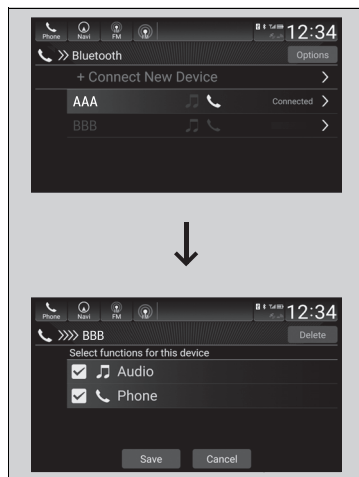 Phone Navi FM 12:34
Bluetooth Options
+ Connect New Device
AAA Connected
BBB
Phone Navi FM 12:34
BBB Delete
Select functions for this device
Audio
Phone
Save Cancel